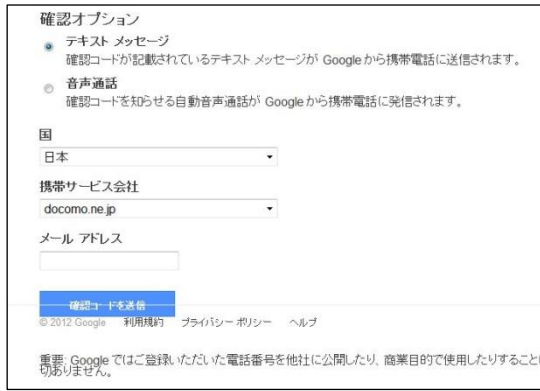 確認オプション
テキスト メッセージ
確認コードが記載されているテキスト メッセージが Google から携帯電話に送信されます。
音声通話
確認コードを知らせる自動音声通話が Google から携帯電話に発信されます。
国
日本
携帯サービス会社
docomo.ne.jp
メール アドレス
確認コードを送信
© 2012 Google 利用規約 プライバシー ポリシー ヘルプ
重要: Google ではご登録いただいた電話番号を他社に公開したり、商業目的で使用したりすること
切ありません。